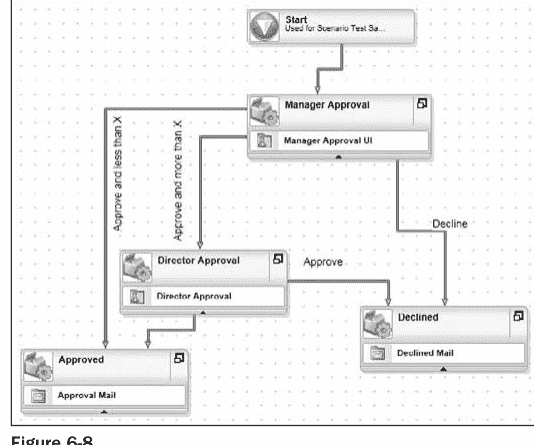 Start
Used for Scenario Test Sa...
Manager Approval
Manager Approval UI
Approve and less than X
Approve and more than X
Decline
Director Approval
Approve
Director Approval
Declined
Declined Mail
Approved
Approval Mail
Figure 6-8